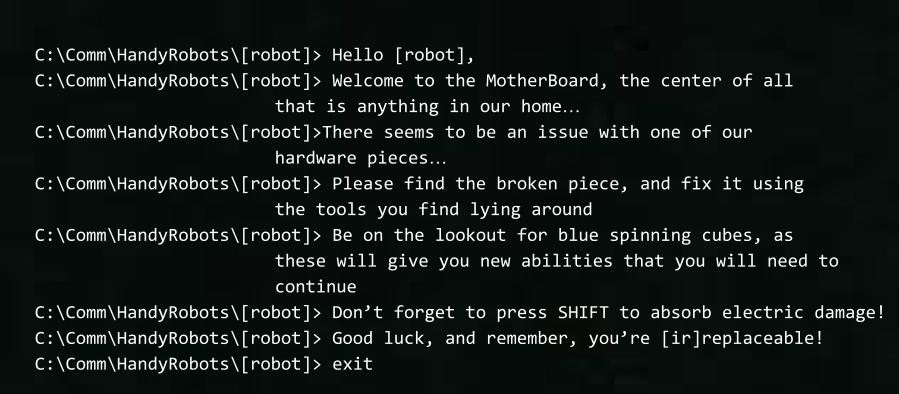 C:\Comm\HandyRobots\[robot]> Hello [robot],
C:\Comm\HandyRobots\[robot]> Welcome to the MotherBoard, the center of all
that is anything in our home…
C:\Comm\HandyRobots\[robot]>There seems to be an issue with one of our
hardware pieces…
C:\Comm\HandyRobots\[robot]> Please find the broken piece, and fix it using
the tools you find lying around
C:\Comm\HandyRobots\[robot]> Be on the lookout for blue spinning cubes, as
these will give you new abilities that you will need to
continue
C:\Comm\HandyRobots\[robot]> Don’t forget to press SHIFT to absorb electric damage!
C:\Comm\HandyRobots\[robot]> Good luck, and remember, you’re [ir]replaceable!
C:\Comm\HandyRobots\[robot]> exit